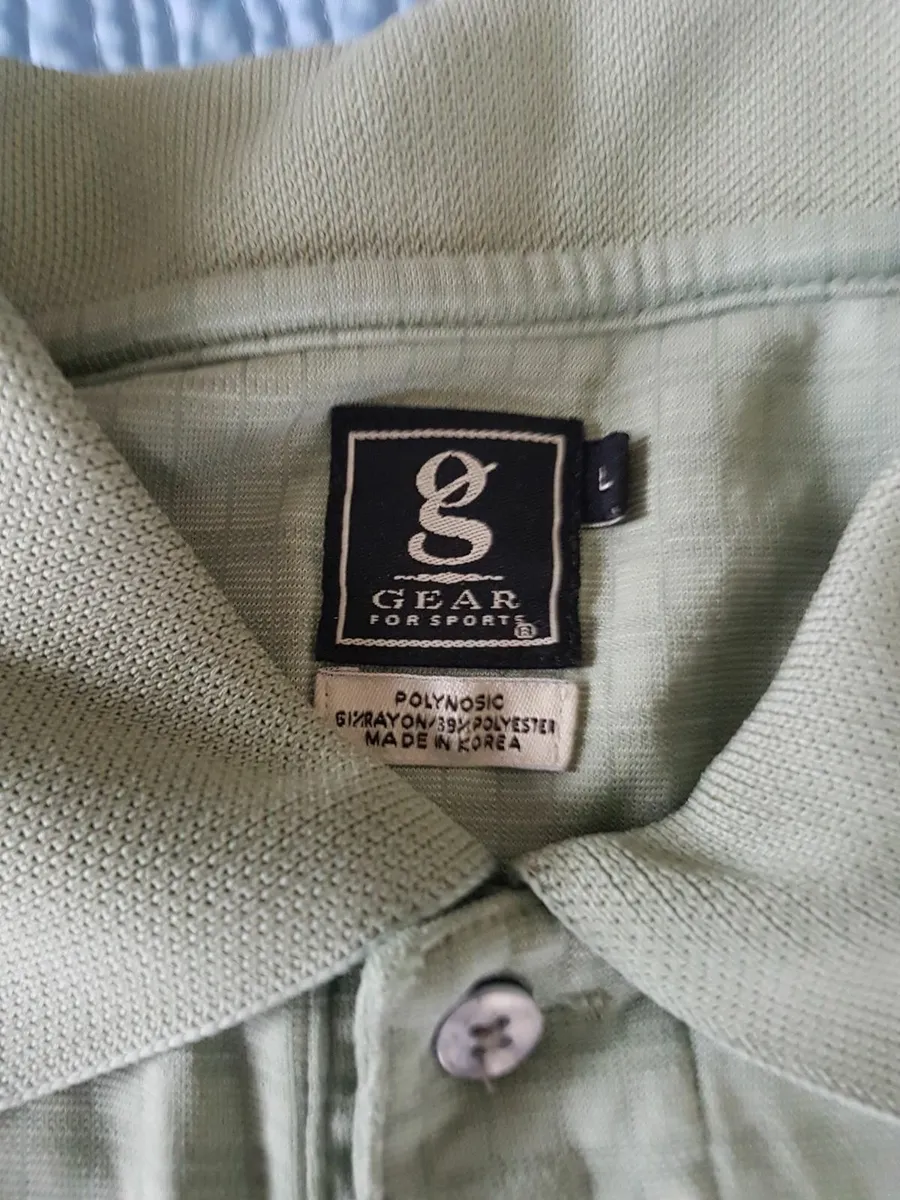 g
L
GEAR
FOR SPORTS®
POLYNOSIC
61%RAYON/39%POLYESTER
MADE IN KOREA